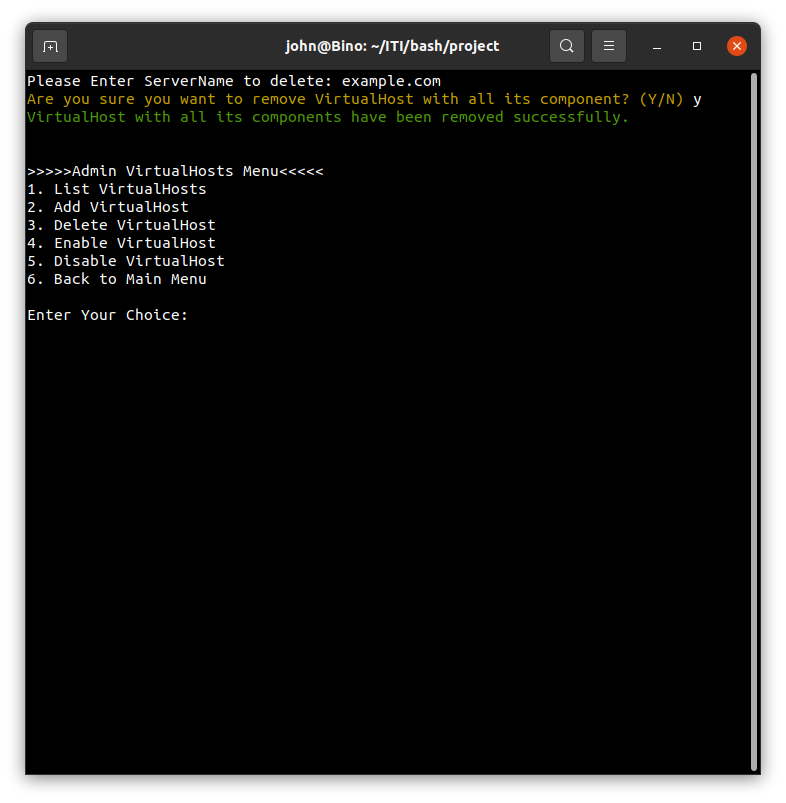 john@Bino: ~/ITI/bash/project
Please Enter ServerName to delete: example.com
Are you sure you want to remove VirtualHost with all its component? (Y/N) y
VirtualHost with all its components have been removed successfully.
>>>>>Admin VirtualHosts Menu<<<<<
1. List VirtualHosts
2. Add VirtualHost
3. Delete VirtualHost
4. Enable VirtualHost
5. Disable VirtualHost
6. Back to Main Menu
Enter Your Choice: